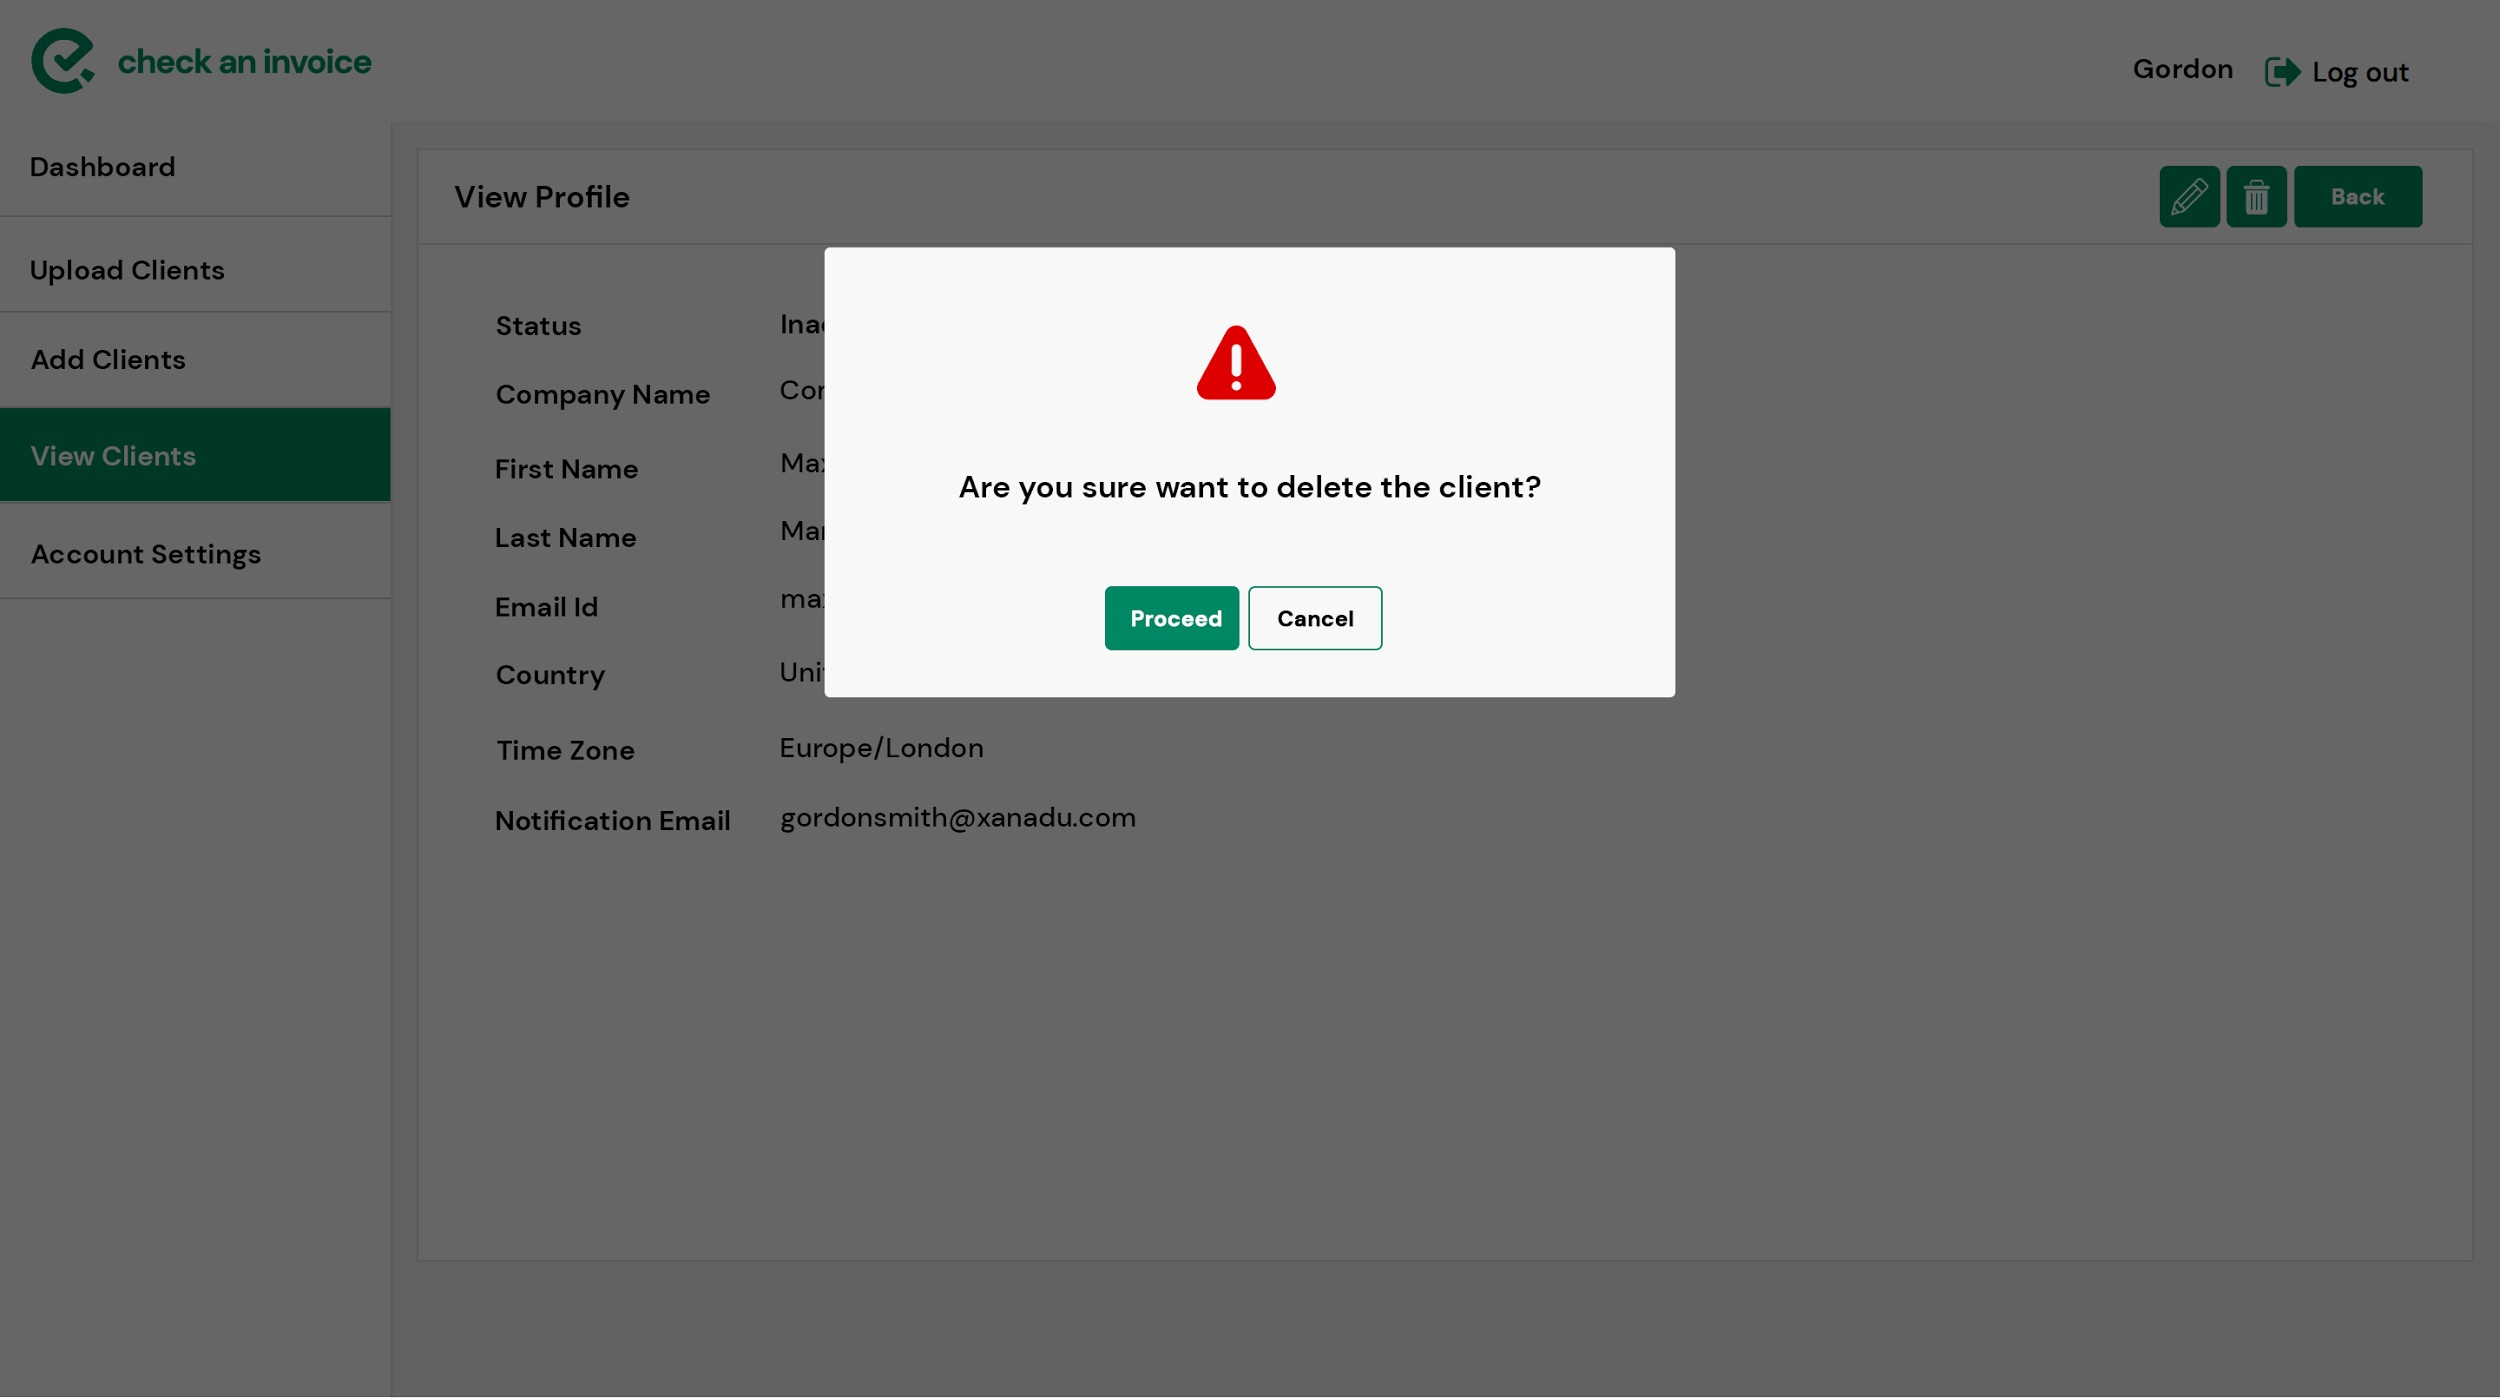 check an invoice
Gordon
Log out
Dashboard
Upload Clients
Add Clients
View Clients
Account Settings
View Profile
Back
Status
Company Name
First Name
Last Name
Email Id
Country
Time Zone Europe/London
Notification Email gordonsmith@xanadu.com
Are you sure want to delete the client?
Proceed Cancel